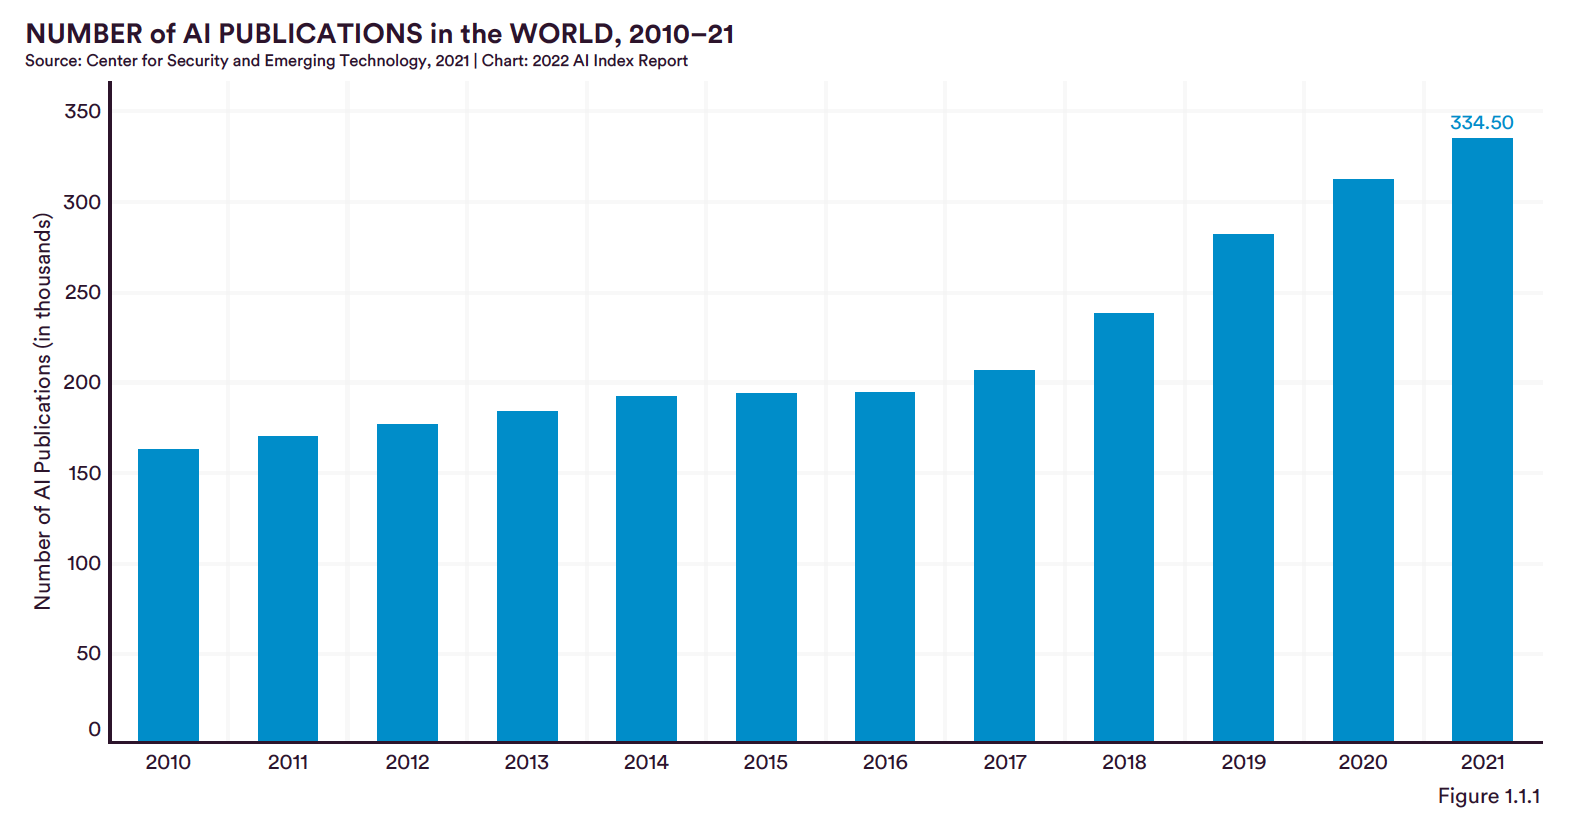 NUMBER of AI PUBLICATIONS in the WORLD, 2010–21
Source: Center for Security and Emerging Technology, 2021 | Chart: 2022 AI Index Report
Number of AI Publications (in thousands)
350
300
250
200
150
100
50
0
334.50
2010 2011 2012 2013 2014 2015 2016 2017 2018 2019 2020 2021
Figure 1.1.1